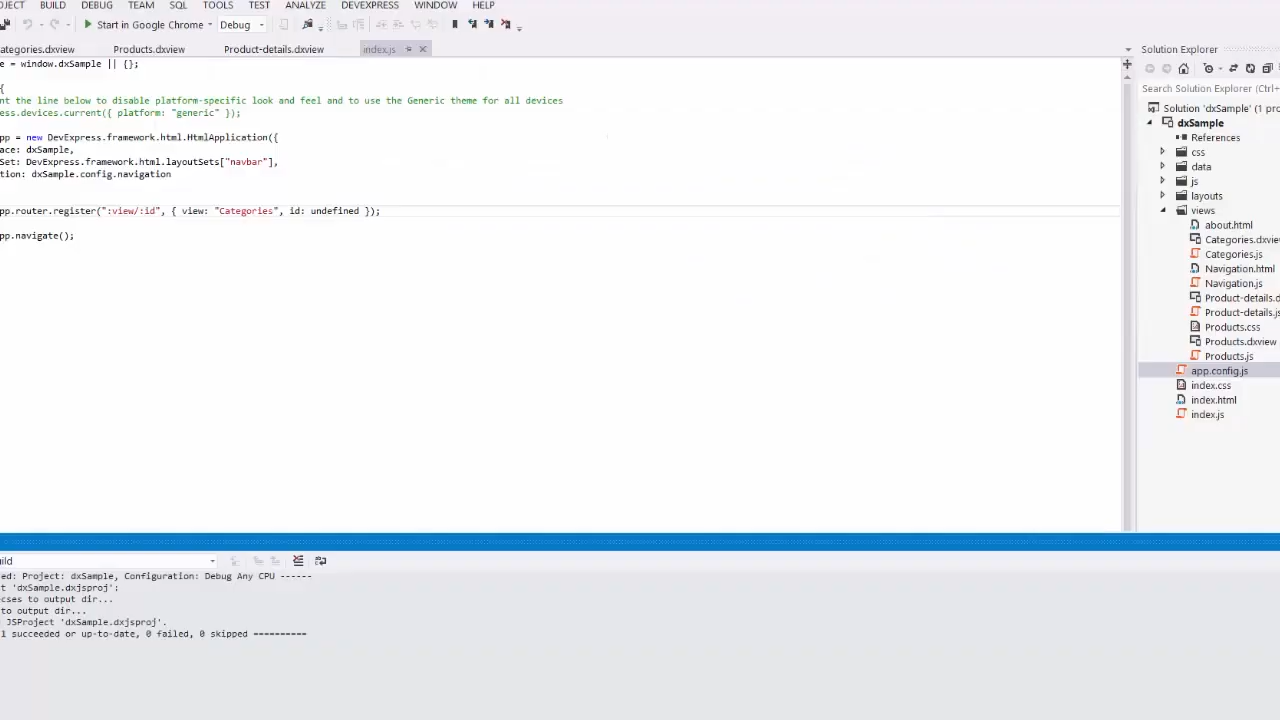 OJECT BUILD DEBUG TEAM SQL TOOLS TEST ANALYZE DEVEXPRESS WINDOW HELP
Start in Google Chrome Debug
ategories.dxview Products.dxview Product-details.dxview index.js
e = window.dxSample || {};
{
nt the line below to disable platform-specific look and feel and to use the Generic theme for all devices
ess.devices.current({ platform: "generic" });
pp = new DevExpress.framework.html.HtmlApplication({
ace: dxSample,
Set: DevExpress.framework.html.layoutSets["navbar"],
tion: dxSample.config.navigation
pp.router.register(":view/:id", { view: "Categories", id: undefined });
pp.navigate();
Solution Explorer
Search Solution Explorer (Ctrl+
Solution 'dxSample' (1 pro
dxSample
References
css
data
js
layouts
views
about.html
Categories.dxview
Categories.js
Navigation.html
Navigation.js
Product-details.d
Product-details.js
Products.css
Products.dxview
Products.js
app.config.js
index.css
index.html
index.js
ild
ed: Project: dxSample, Configuration: Debug Any CPU ------
t 'dxSample.dxjsproj':
ecses to output dir...
to output dir...
JSProject 'dxSample.dxjsproj'.
1 succeeded or up-to-date, 0 failed, 0 skipped ==========